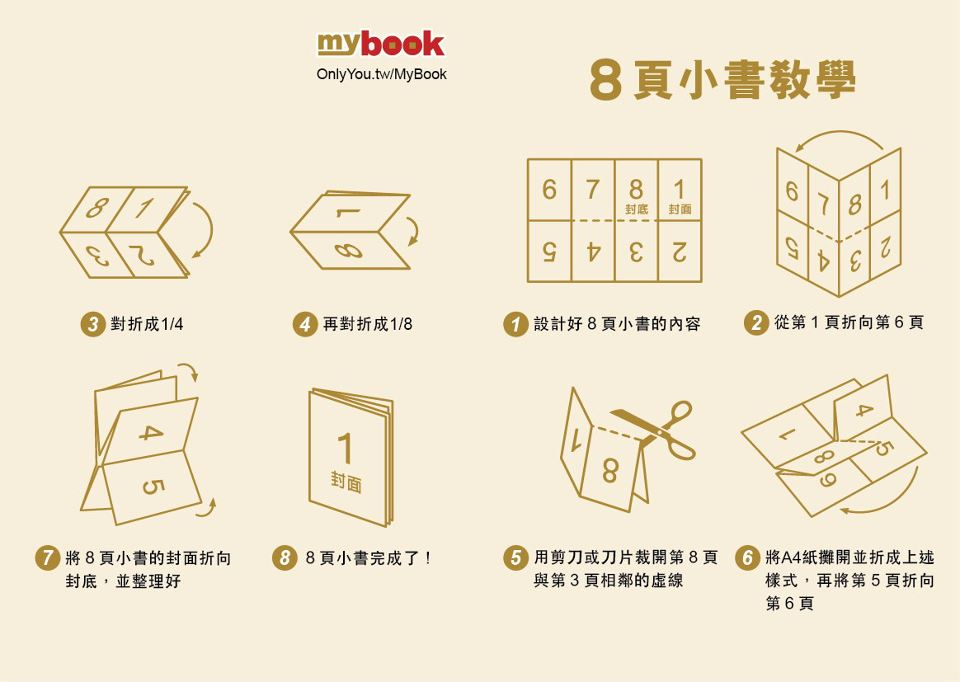 mybook
OnlyYou.tw/MyBook
8頁小書教學
6 7 8 1
封底 封面
5 4 3 2
1 設計好8頁小書的內容
6 7 8 1
5 4 3 2
2 從第1頁折向第6頁
8 1
3 2
3 對折成1/4
1
8
4 再對折成1/8
1
8
5 用剪刀或刀片裁開第8頁
與第3頁相鄰的虛線
4
1 5
8
6
6 將A4紙攤開並折成上述
樣式，再將第5頁折向
第6頁
4
5
7 將8頁小書的封面折向
封底，並整理好
1
封面
8 8頁小書完成了！